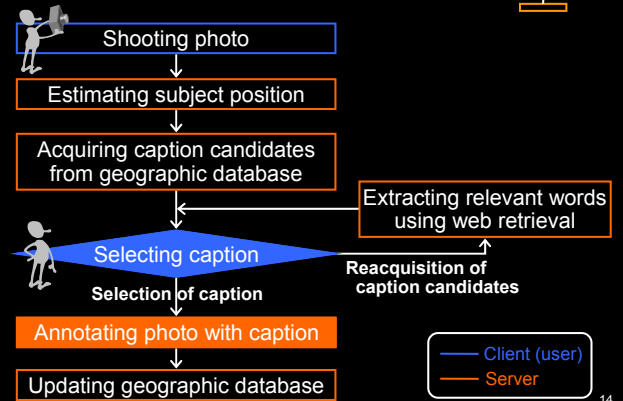 Shooting photo
Estimating subject position
Acquiring caption candidates
from geographic database
Extracting relevant words
using web retrieval
Selecting caption
Reacquisition of
caption candidates
Selection of caption
Annotating photo with caption
Updating geographic database
Client (user)
Server
14